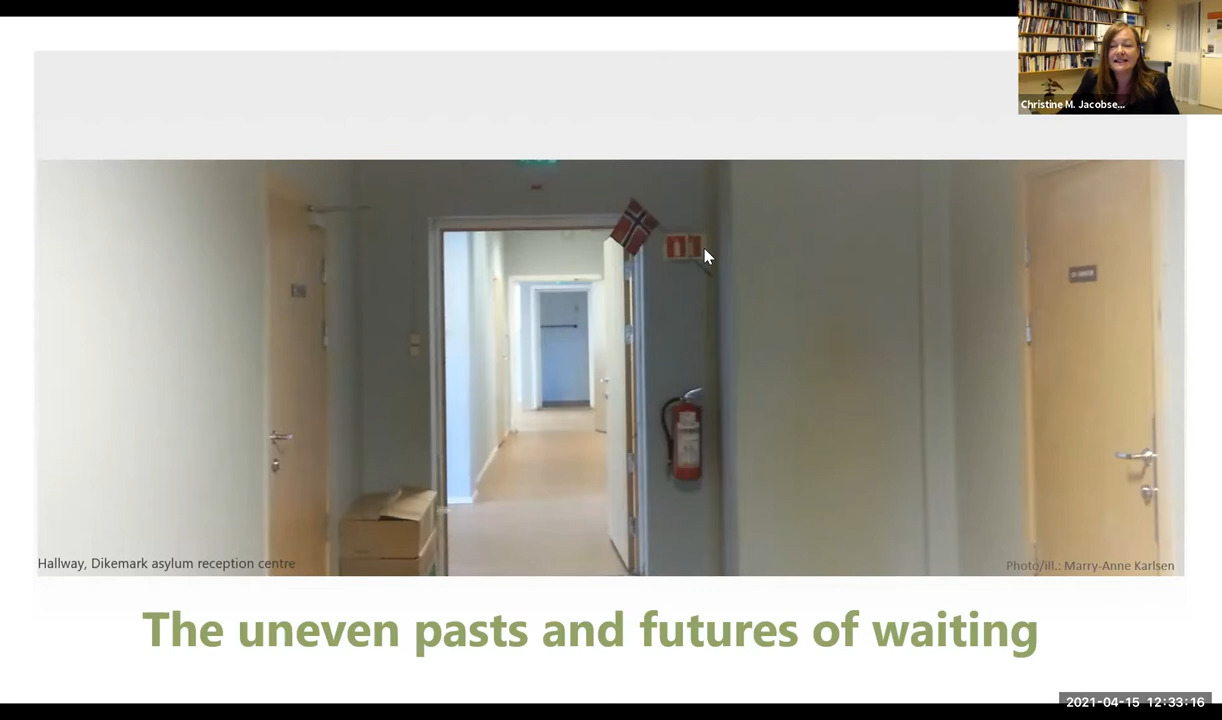 Christine M. Jacobse...
Hallway, Dikemark asylum reception centre
Photo/ill.: Marry-Anne Karlsen
The uneven pasts and futures of waiting
2021-04-15 12:33:16